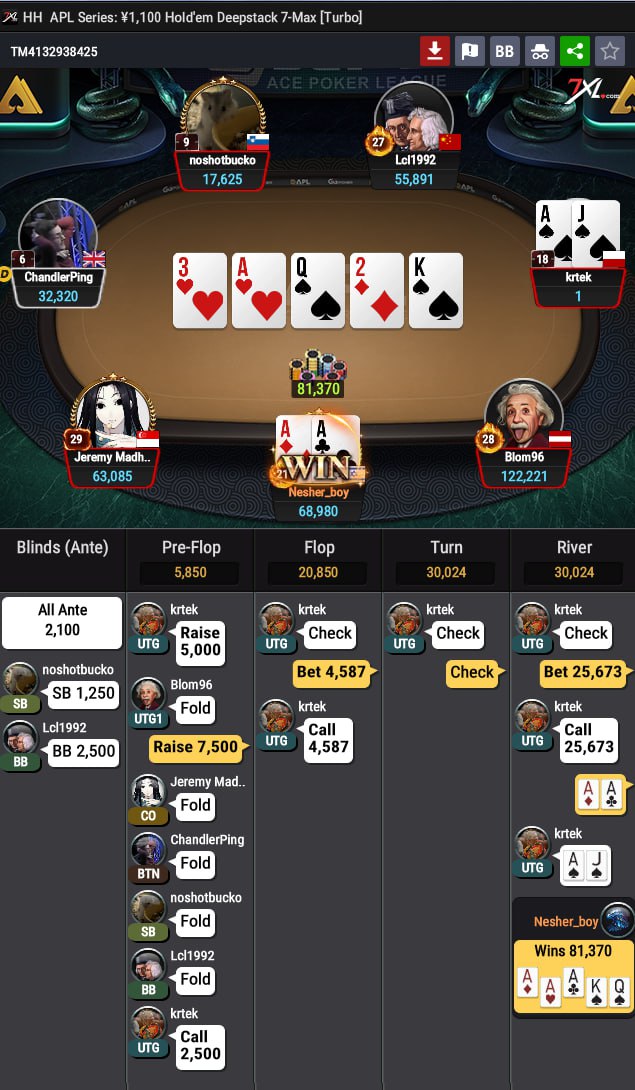 HH APL Series: ¥1,100 Hold'em Deepstack 7-Max [Turbo]
TM4132938425
BB
ACE POKER LEAGUE
7XL.com
9
noshotbucko
17,625
27
Lcl1992
55,891
APL
APL
6
D
ChandlerPing
32,320
A J
18
krtek
1
3 A Q 2 K
81,370
29
Jeremy Madh..
63,085
A A
WIN
21
Nesher_boy
68,980
28
Blom96
122,221
Blinds (Ante)
All Ante
2,100
noshotbucko
SB
SB 1,250
Lcl1992
BB
BB 2,500
Pre-Flop
5,850
krtek
UTG
Raise
5,000
Blom96
UTG1
Fold
Raise 7,500
Jeremy Mad..
CO
Fold
ChandlerPing
BTN
Fold
noshotbucko
SB
Fold
Lcl1992
BB
Fold
krtek
UTG
Call
2,500
Flop
20,850
krtek
UTG
Check
Bet 4,587
krtek
UTG
Call
4,587
Turn
30,024
krtek
UTG
Check
Check
River
30,024
krtek
UTG
Check
Bet 25,673
krtek
UTG
Call
25,673
A A
krtek
UTG
A J
Nesher_boy
Wins 81,370
A A A K Q